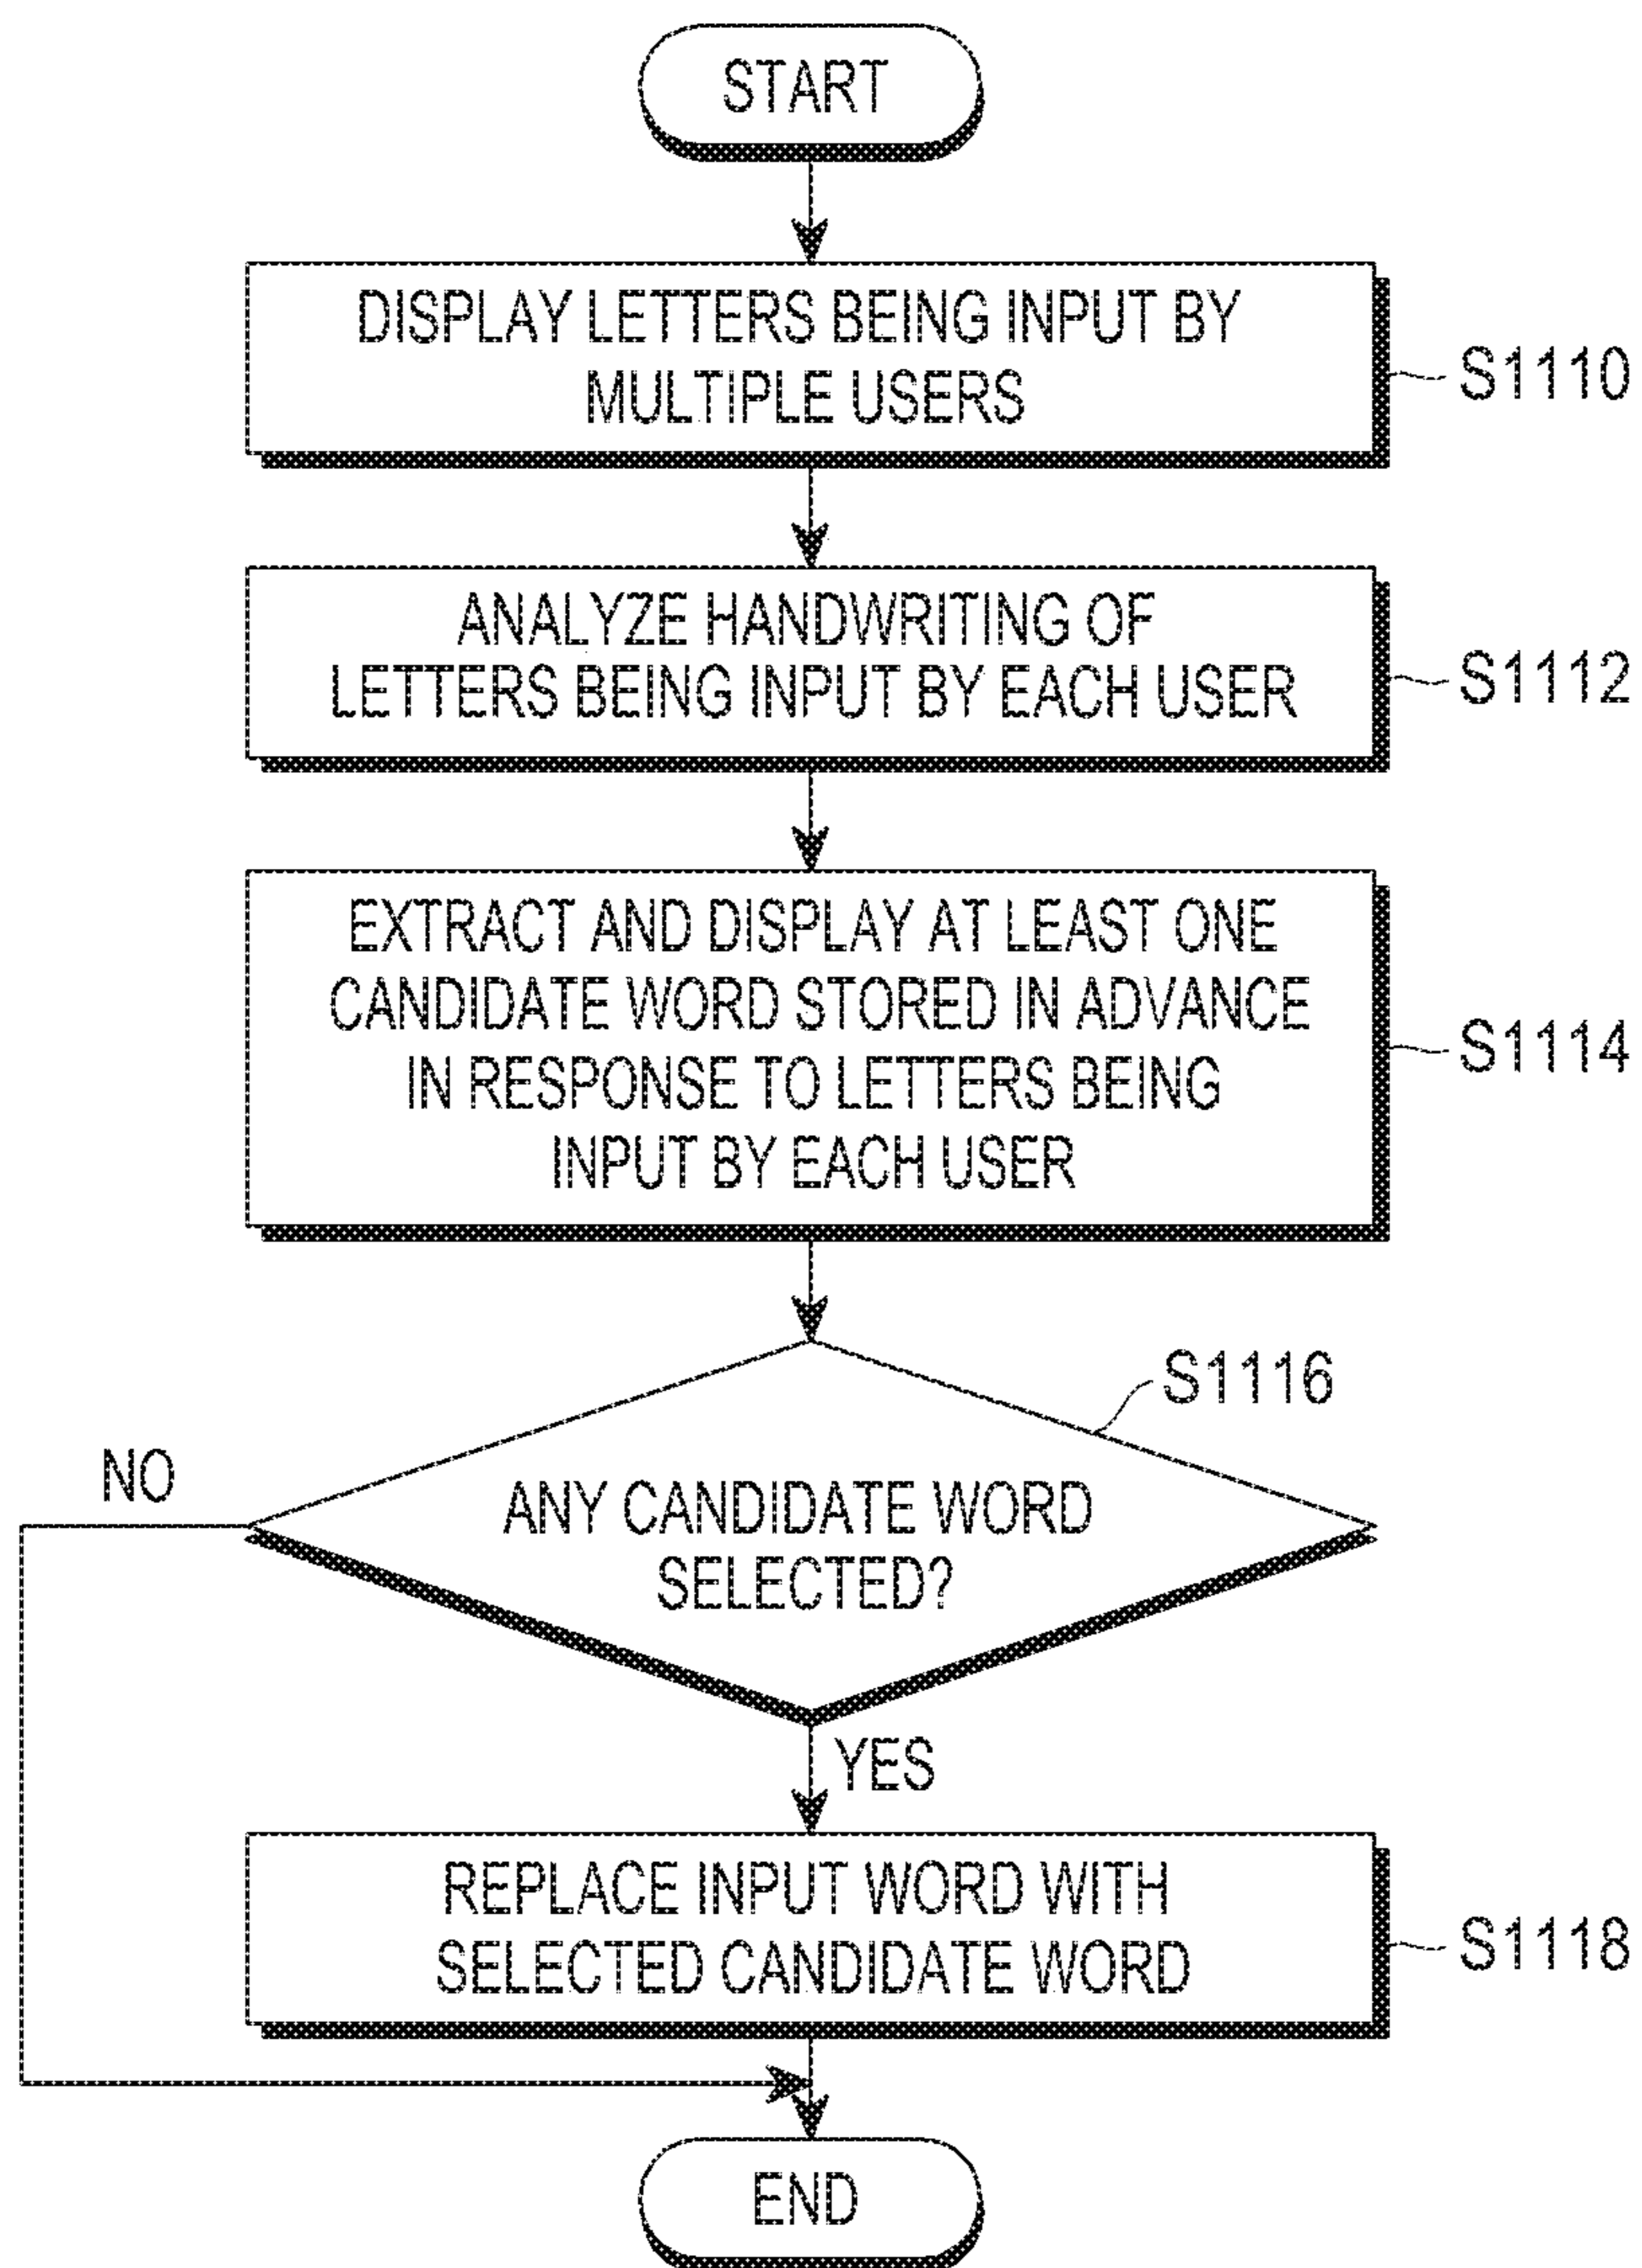 START
DISPLAY LETTERS BEING INPUT BY
MULTIPLE USERS
S1110
ANALYZE HANDWRITING OF
LETTERS BEING INPUT BY EACH USER
S1112
EXTRACT AND DISPLAY AT LEAST ONE
CANDIDATE WORD STORED IN ADVANCE
IN RESPONSE TO LETTERS BEING
INPUT BY EACH USER
S1114
S1116
NO
ANY CANDIDATE WORD
SELECTED?
YES
REPLACE INPUT WORD WITH
SELECTED CANDIDATE WORD
S1118
END